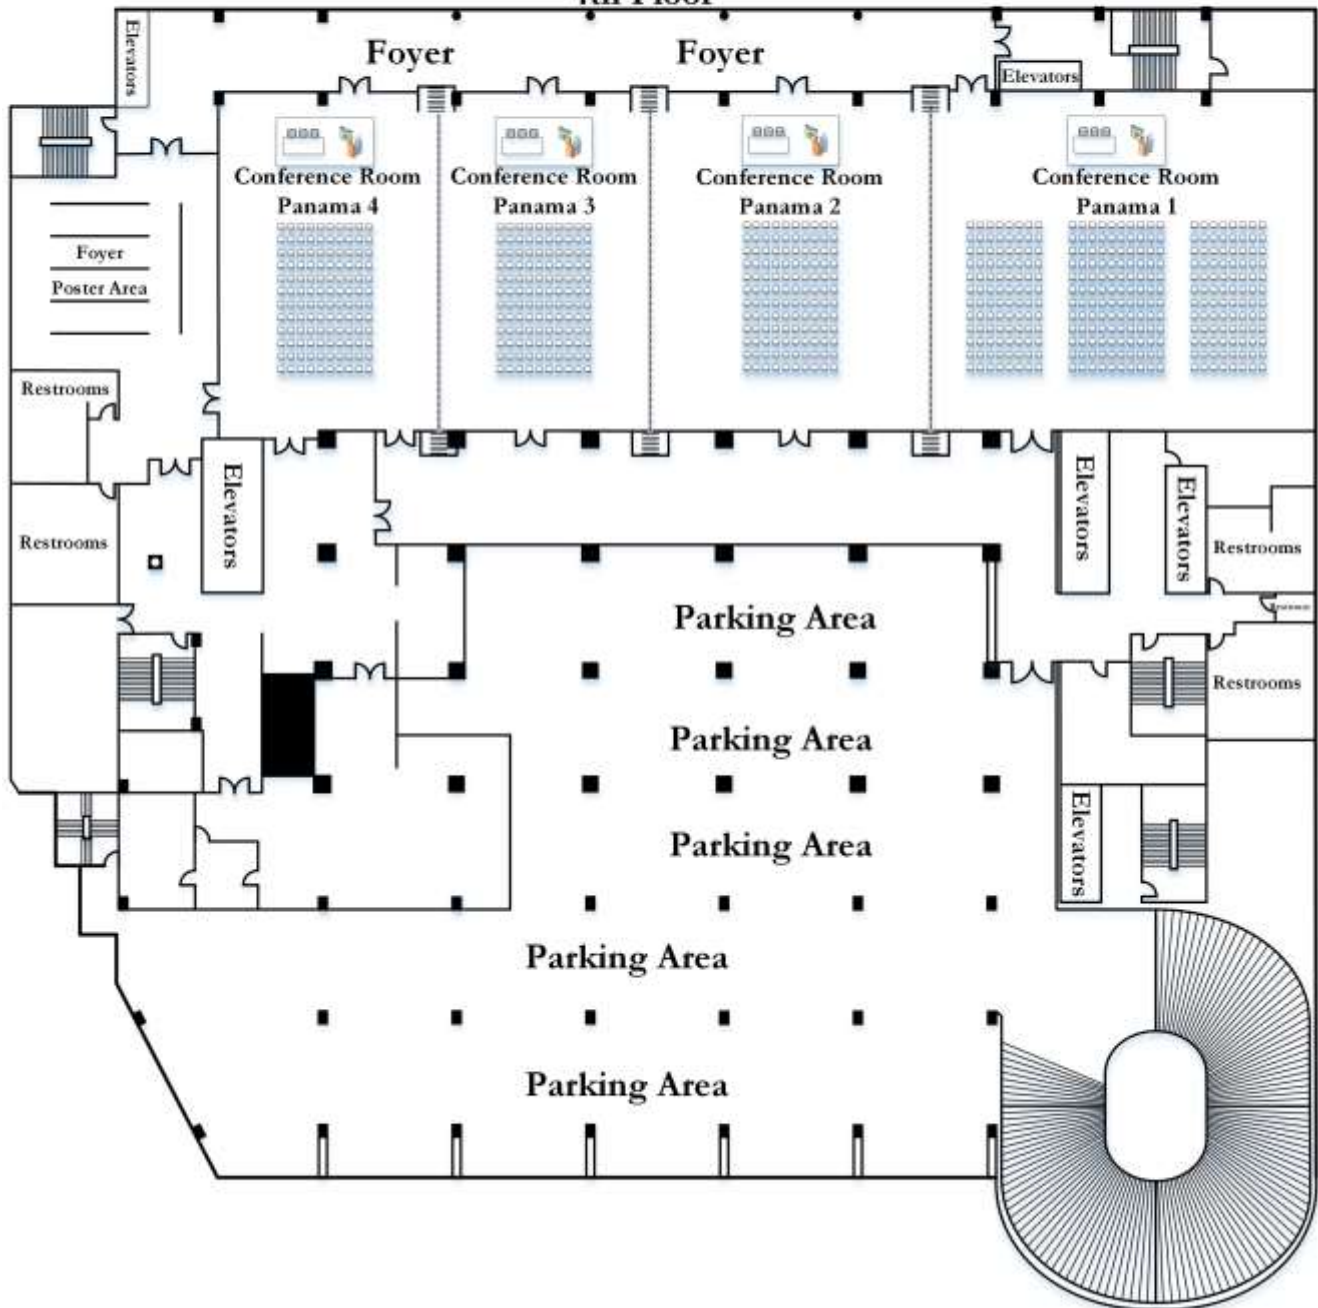 Elevators
Foyer
Foyer
Elevators
Conference Room
Panama 4
Conference Room
Panama 3
Conference Room
Panama 2
Conference Room
Panama 1
Foyer
Poster Area
Restrooms
Elevators
Elevators
Elevators
Restrooms
Restrooms
Parking Area
Restrooms
Parking Area
Elevators
Parking Area
Parking Area
Parking Area